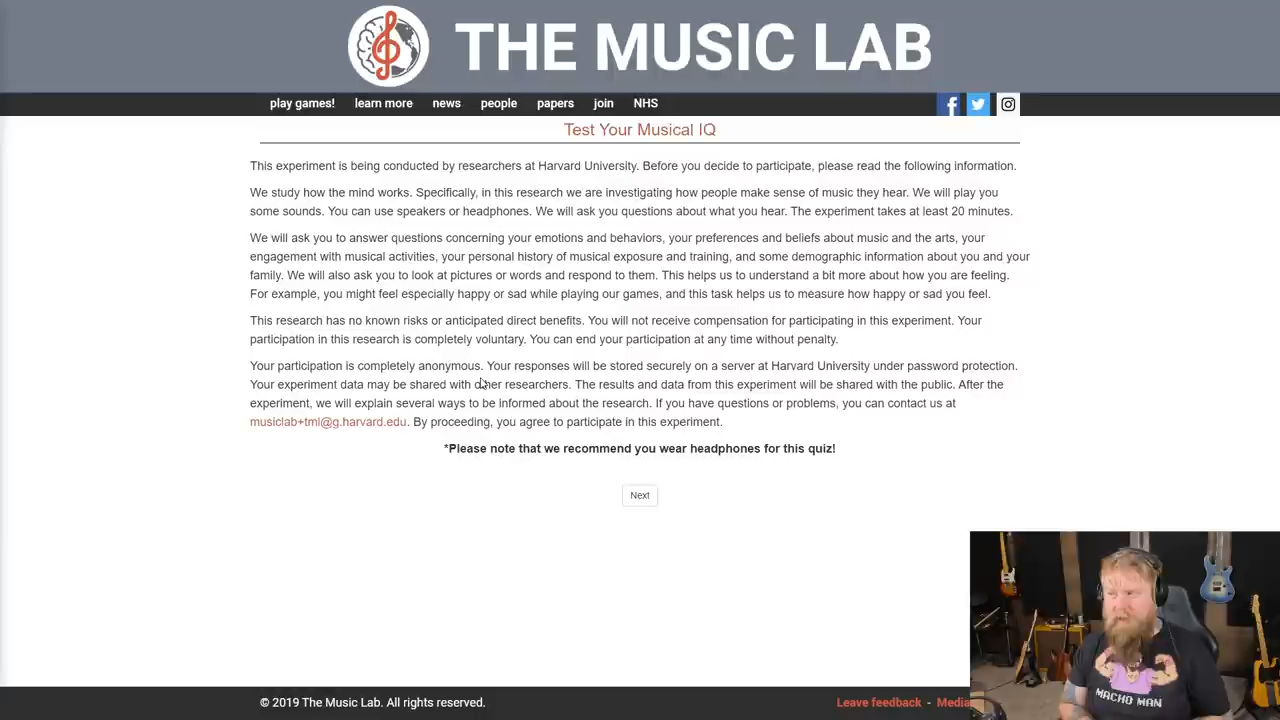 THE MUSIC LAB
play games! learn more news people papers join NHS
Test Your Musical IQ
This experiment is being conducted by researchers at Harvard University. Before you decide to participate, please read the following information.
We study how the mind works. Specifically, in this research we are investigating how people make sense of music they hear. We will play you
some sounds. You can use speakers or headphones. We will ask you questions about what you hear. The experiment takes at least 20 minutes.
We will ask you to answer questions concerning your emotions and behaviors, your preferences and beliefs about music and the arts, your
engagement with musical activities, your personal history of musical exposure and training, and some demographic information about you and your
family. We will also ask you to look at pictures or words and respond to them. This helps us to understand a bit more about how you are feeling.
For example, you might feel especially happy or sad while playing our games, and this task helps us to measure how happy or sad you feel.
This research has no known risks or anticipated direct benefits. You will not receive compensation for participating in this experiment. Your
participation in this research is completely voluntary. You can end your participation at any time without penalty.
Your participation is completely anonymous. Your responses will be stored securely on a server at Harvard University under password protection.
Your experiment data may be shared with other researchers. The results and data from this experiment will be shared with the public. After the
experiment, we will explain several ways to be informed about the research. If you have questions or problems, you can contact us at
musiclab+tml@g.harvard.edu. By proceeding, you agree to participate in this experiment.
*Please note that we recommend you wear headphones for this quiz!
Next
MACHO MAN
© 2019 The Music Lab. All rights reserved.
Leave feedback - Media